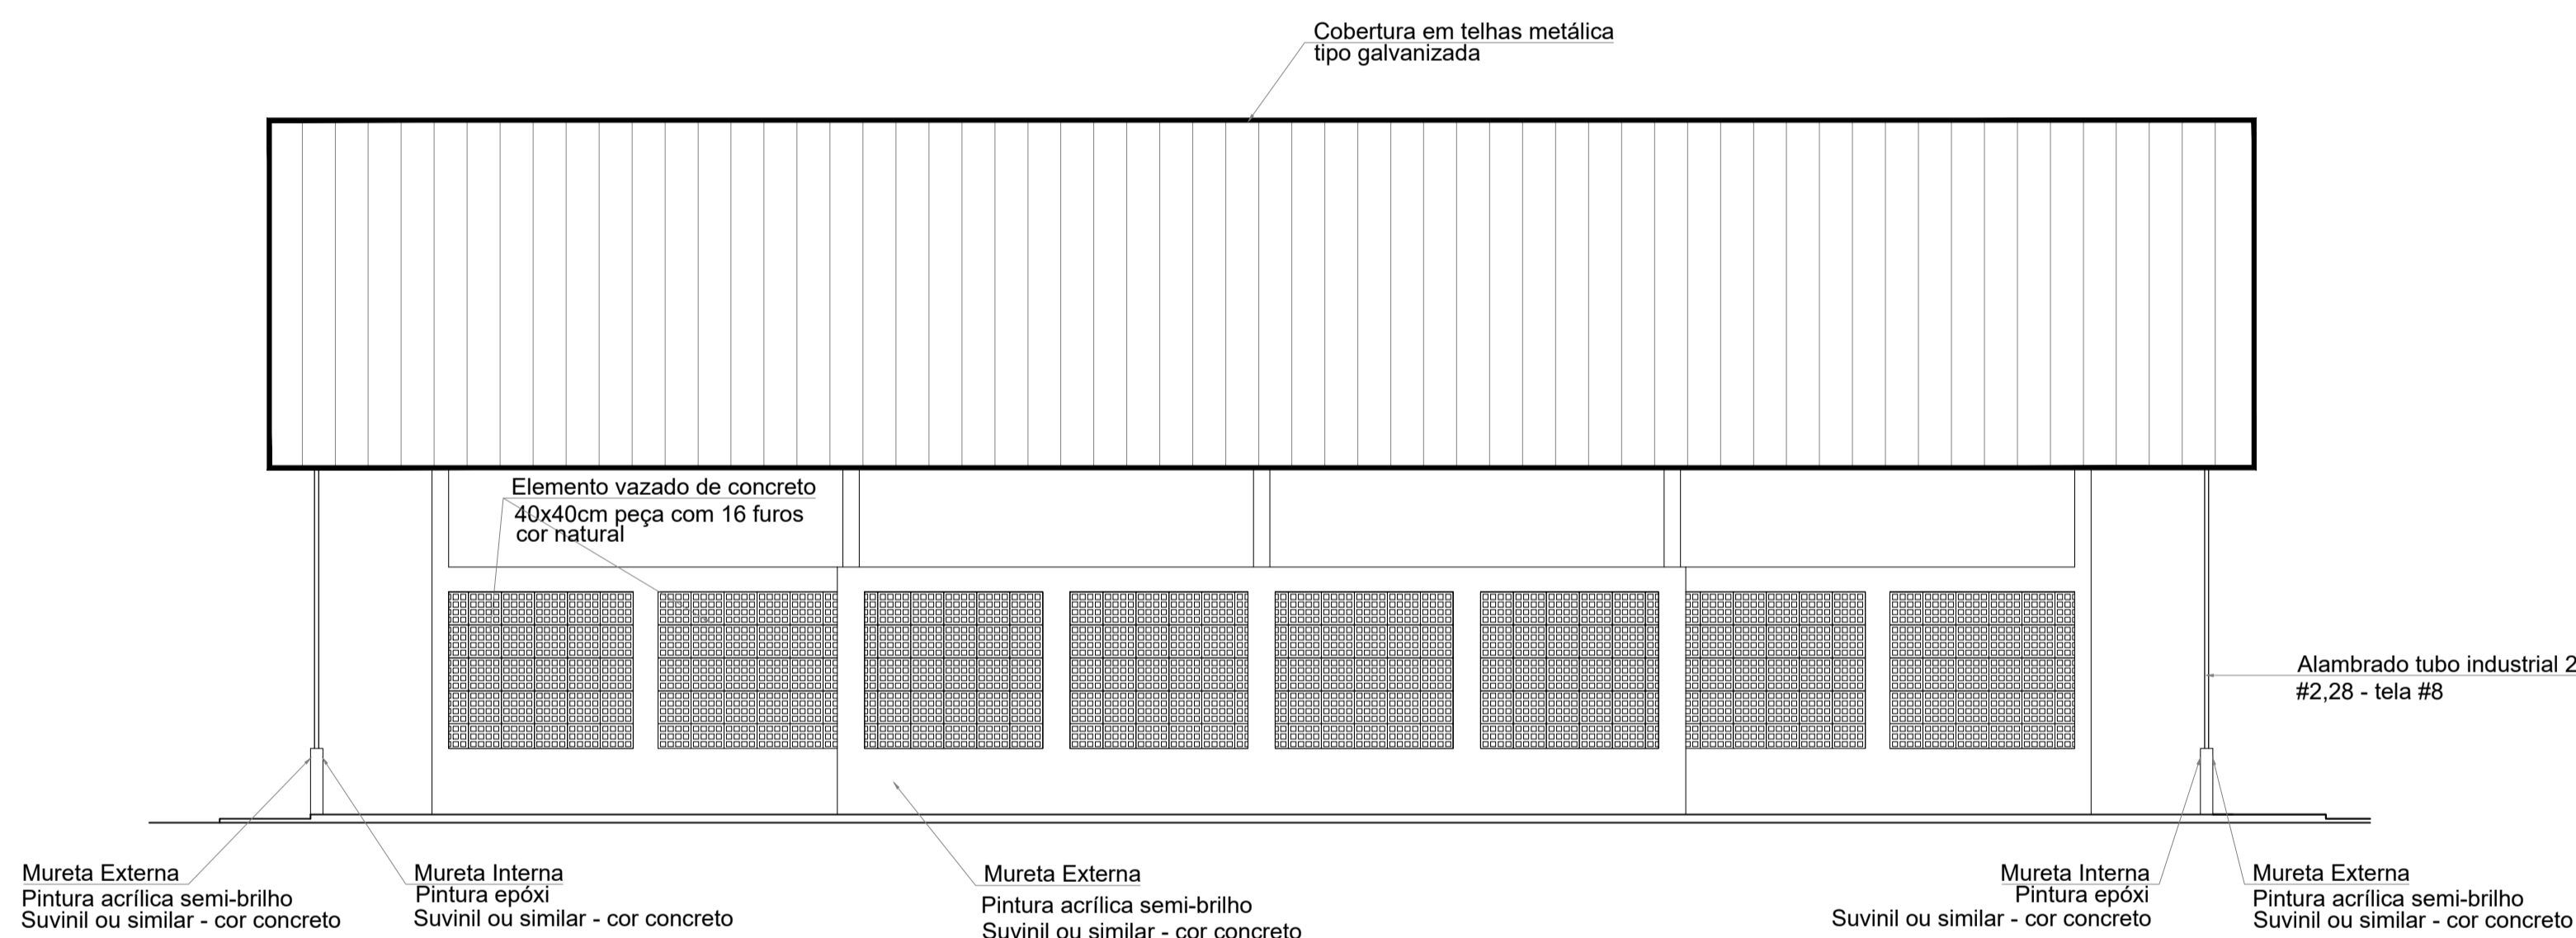 Cobertura em telhas metálica
tipo galvanizada
Elemento vazado de concreto
40x40cm peça com 16 furos
cor natural
Alambrado tubo industrial 2
#2,28 - tela #8
Mureta Externa
Pintura acrílica semi-brilho
Suvinil ou similar - cor concreto
Mureta Interna
Pintura epóxi
Suvinil ou similar - cor concreto
Mureta Externa
Pintura acrílica semi-brilho
Suvinil ou similar - cor concreto
Mureta Interna
Pintura epóxi
Suvinil ou similar - cor concreto
Mureta Externa
Pintura acrílica semi-brilho
Suvinil ou similar - cor concreto